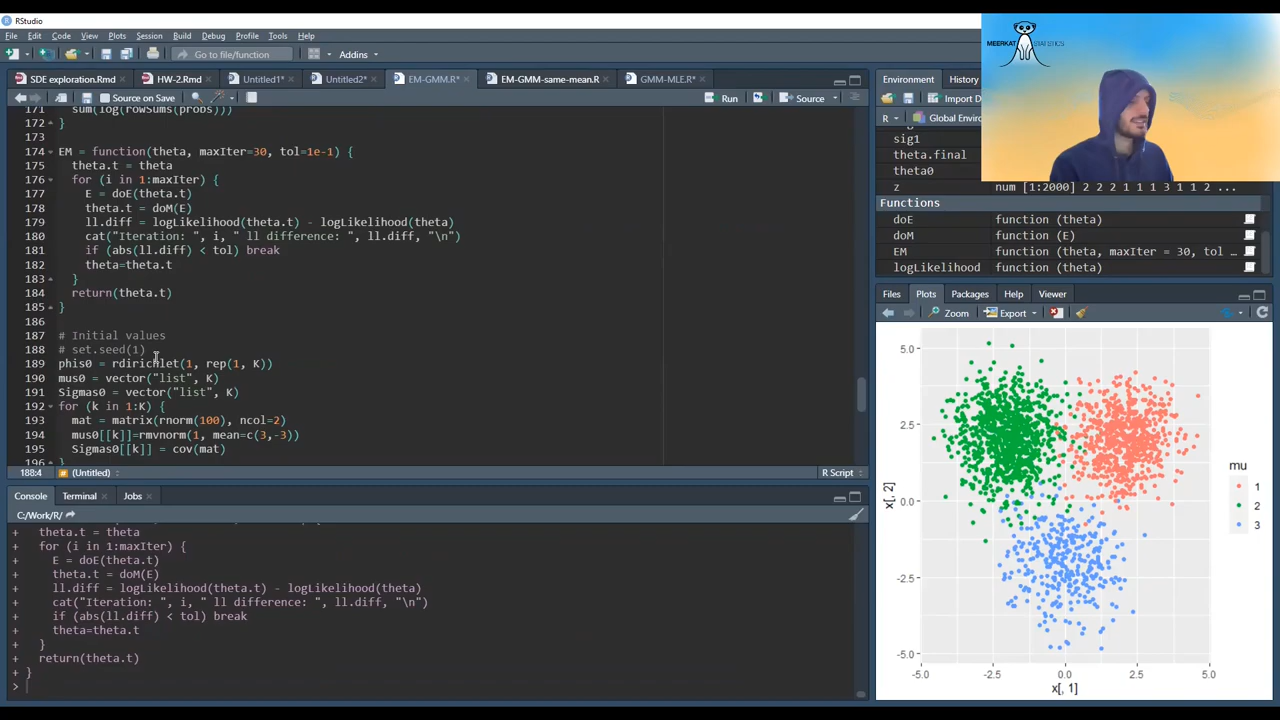 RStudio
File Edit Code View Plots Session Build Debug Profile Tools Help
Go to file/function
Addins
MEERKAT
STATISTICS
SDE exploration.Rmd
HW-2.Rmd
Untitled1*
Untitled2*
EM-GMM.R*
EM-GMM-same-mean.R
GMM-MLE.R*
Source on Save
Run
Source
171 sum(log(rowSums(probs)))
172 }
173
174 EM = function(theta, maxIter=30, tol=1e-1) {
175 theta.t = theta
176 for (i in 1:maxIter) {
177 E = doE(theta.t)
178 theta.t = doM(E)
179 ll.diff = logLikelihood(theta.t) - logLikelihood(theta)
180 cat("Iteration: ", i, " ll difference: ", ll.diff, "\n")
181 if (abs(ll.diff) < tol) break
182 theta=theta.t
183 }
184 return(theta.t)
185 }
186
187 # Initial values
188 # set.seed(1)
189 phis0 = rdirichlet(1, rep(1, K))
190 mus0 = vector("list", K)
191 Sigmas0 = vector("list", K)
192 for (k in 1:K) {
193 mat = matrix(rnorm(100), ncol=2)
194 mus0[[k]]=rmvnorm(1, mean=c(3,-3))
195 Sigmas0[[k]] = cov(mat)
196 }
188:4 (Untitled) R Script
Console Terminal Jobs
C:/Work/R/
+ theta.t = theta
+ for (i in 1:maxIter) {
+ E = doE(theta.t)
+ theta.t = doM(E)
+ ll.diff = logLikelihood(theta.t) - logLikelihood(theta)
+ cat("Iteration: ", i, " ll difference: ", ll.diff, "\n")
+ if (abs(ll.diff) < tol) break
+ theta=theta.t
+ }
+ return(theta.t)
+ }
>
Environment History
Import D
R Global Envir
sig1
theta.final
theta0
z num [1:2000] 2 2 2 1 1 1 3 1 1 2 ...
Functions
doE function (theta)
doM function (E)
EM function (theta, maxIter = 30, tol …
logLikelihood function (theta)
Files Plots Packages Help Viewer
Zoom Export
5.0
2.5
0.0
-2.5
-5.0
x[, 2]
-5.0 -2.5 0.0 2.5 5.0
x[, 1]
mu
1
2
3